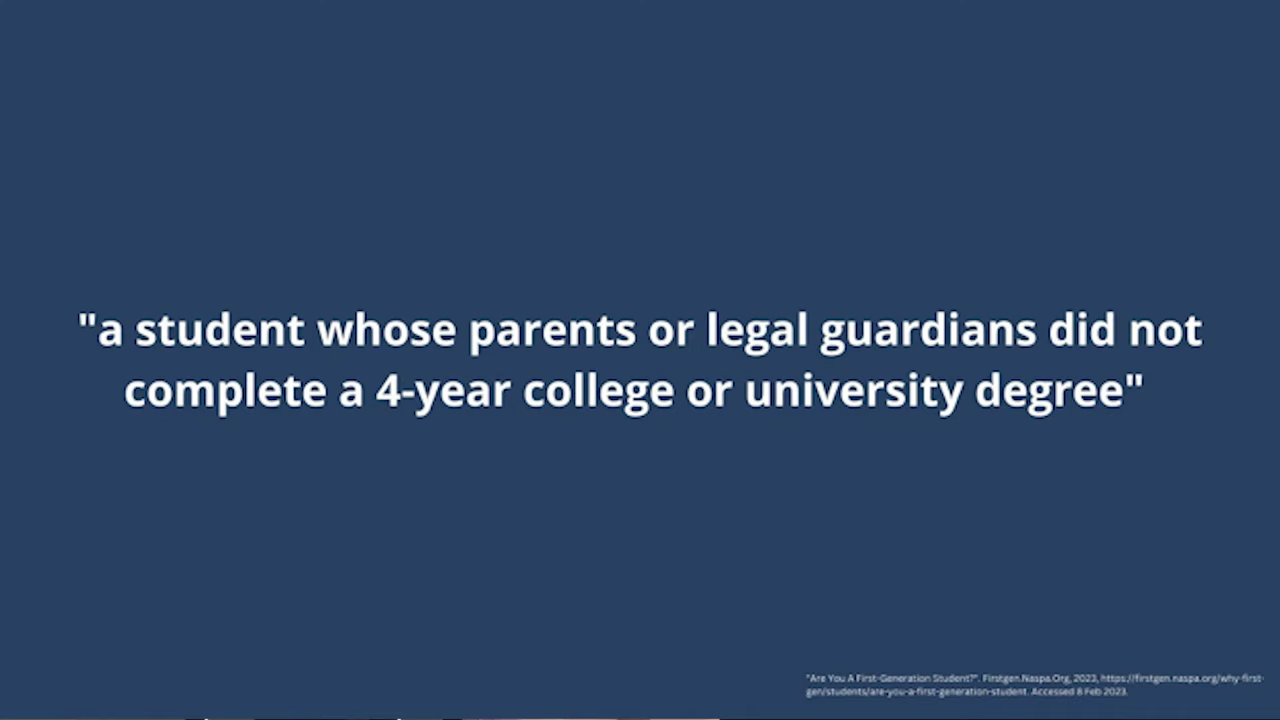 "a student whose parents or legal guardians did not
complete a 4-year college or university degree"
"Are You A First-Generation Student?". Firstgen.Naspa.Org, 2023, https://firstgen.naspa.org/why-first-
gen/students/are-you-a-first-generation-student. Accessed 8 Feb 2023.